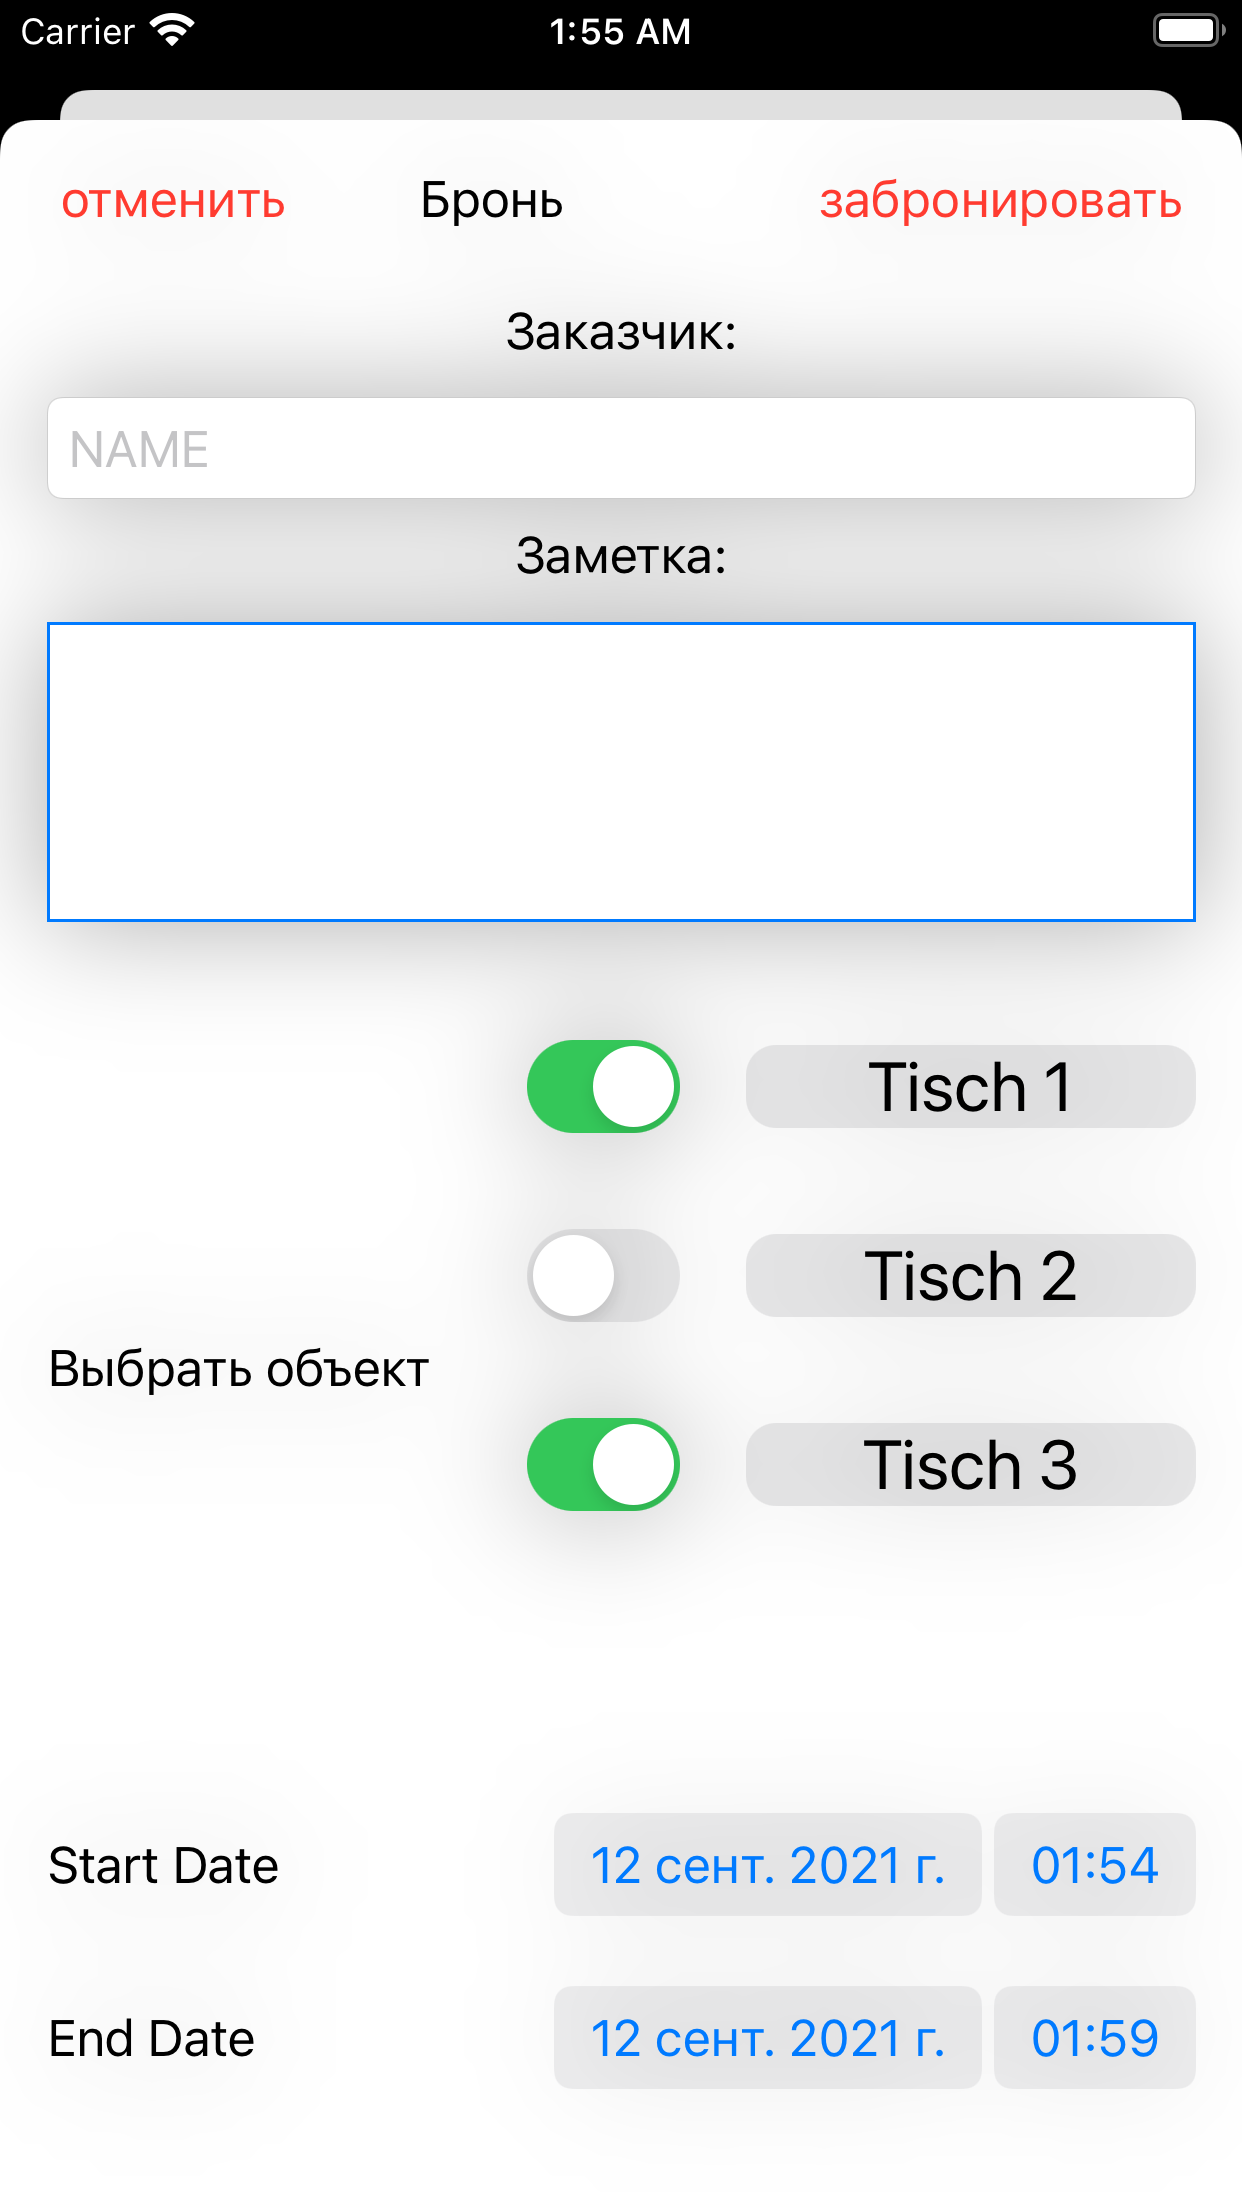 Carrier 1:55 AM
отменить Бронь забронировать
Заказчик:
NAME
Заметка:
Tisch 1
Tisch 2
Выбрать объект
Tisch 3
Start Date 12 сент. 2021 г. 01:54
End Date 12 сент. 2021 г. 01:59